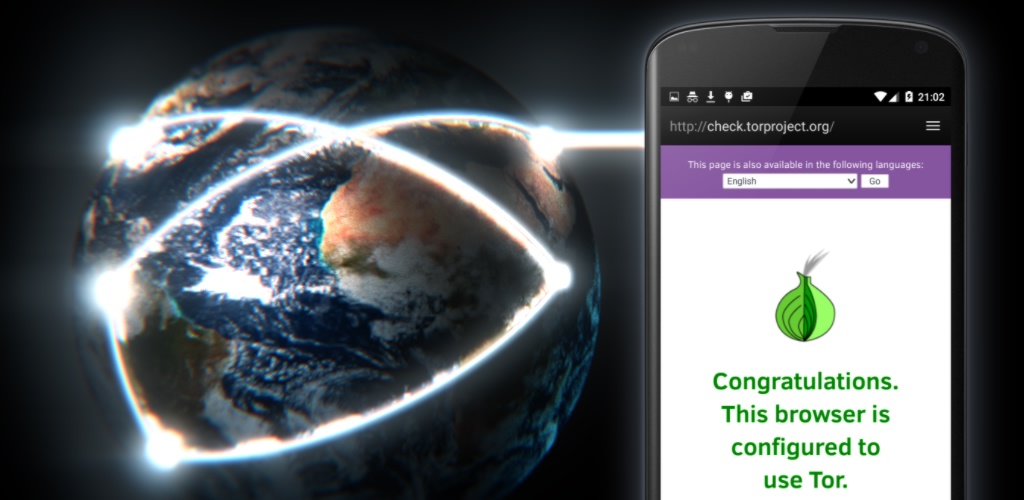 21:02
http://check.torproject.org/
This page is also available in the following languages:
English Go
Congratulations.
This browser is
configured to
use Tor.